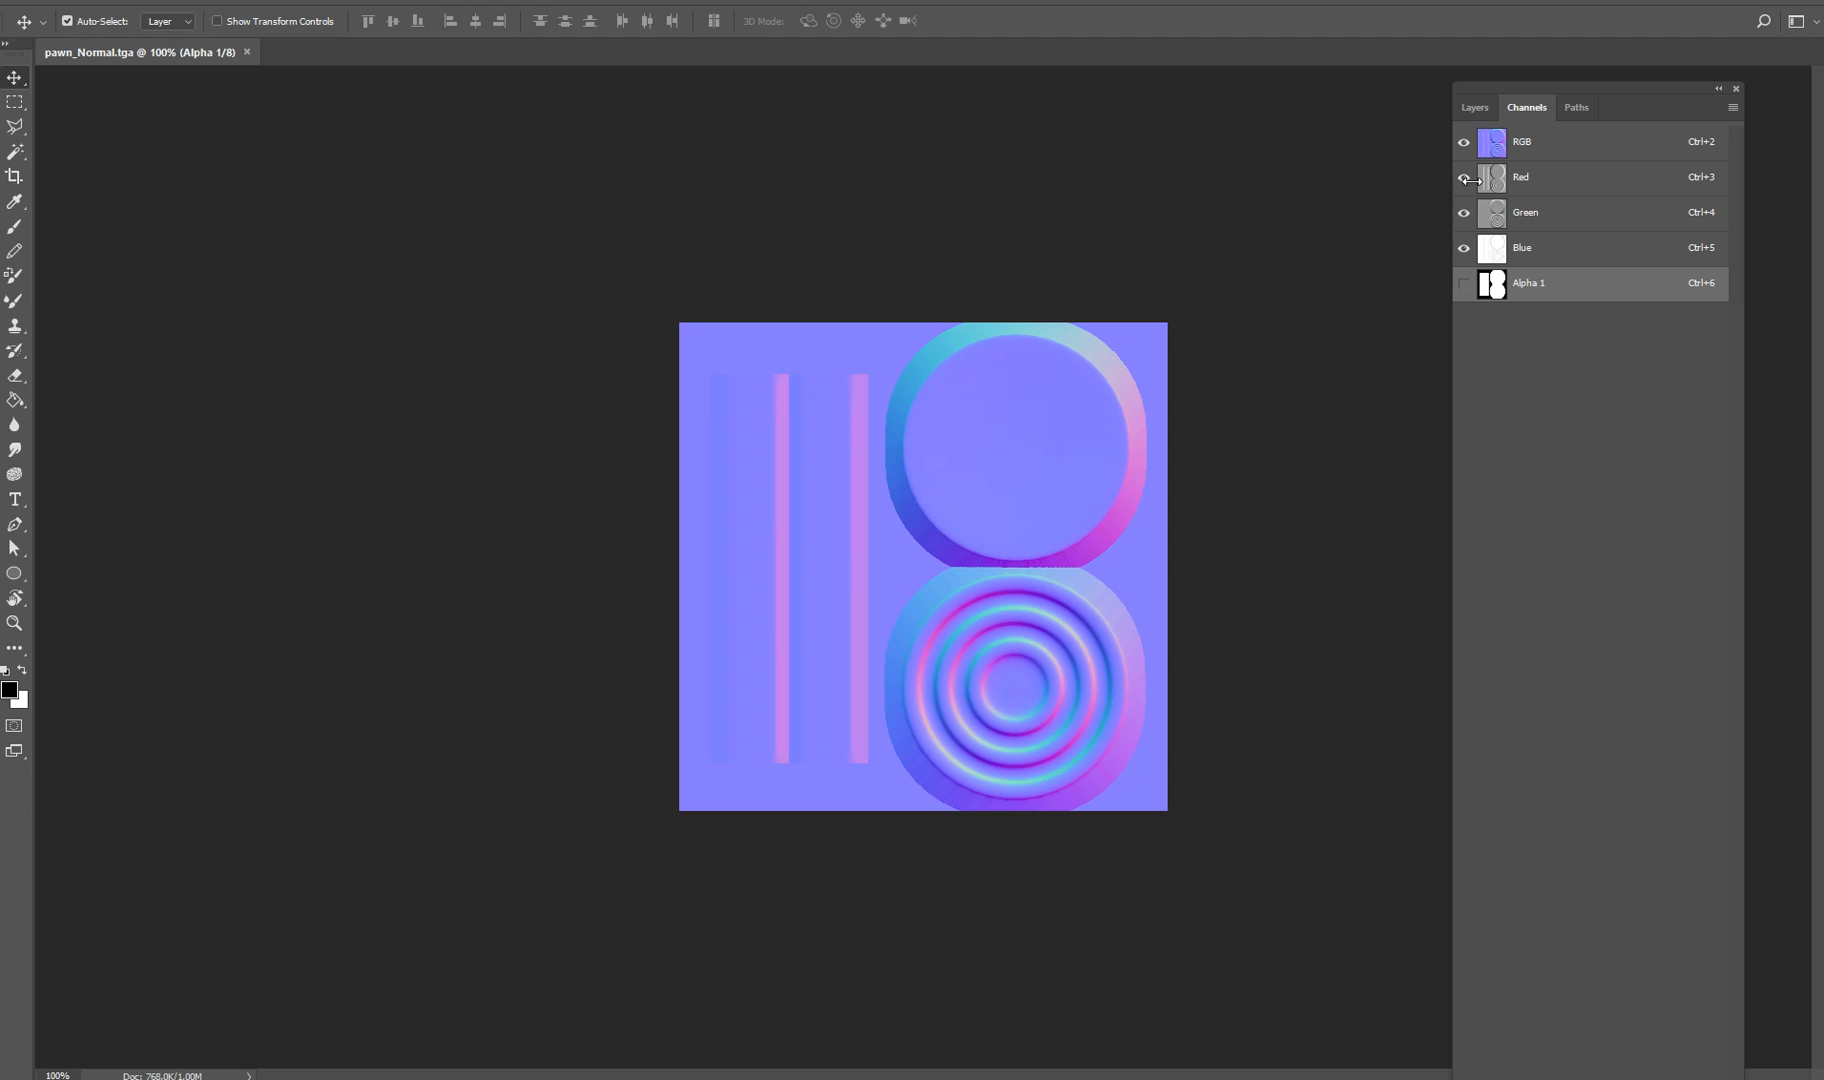 Auto-Select: Layer Show Transform Controls 3D Mode:
pawn_Normal.tga @ 100% (Alpha 1/8) ×
Layers Channels Paths
RGB Ctrl+2
Red Ctrl+3
Green Ctrl+4
Blue Ctrl+5
Alpha 1 Ctrl+6
100% Doc: 768.0K/1.00M